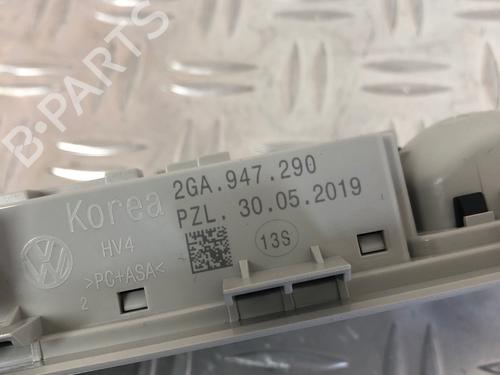 B-PARTS
Korea 2GA.947.290
PZL. 30.05.2019
HV4
13S
>PC+ASA<
2